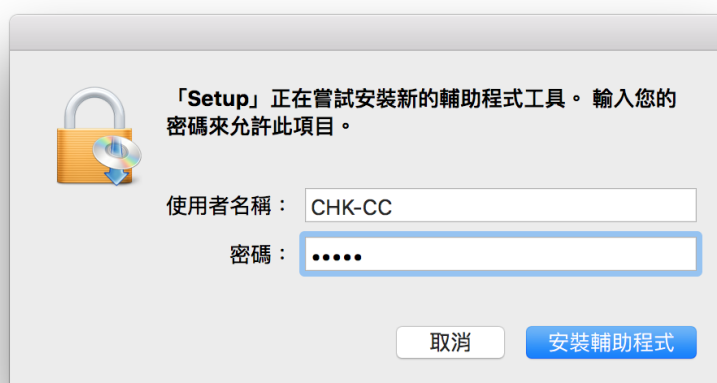 「Setup」正在嘗試安裝新的輔助程式工具。 輸入您的
密碼來允許此項目。
使用者名稱：CHK-CC
密碼：•••••
取消 安裝輔助程式